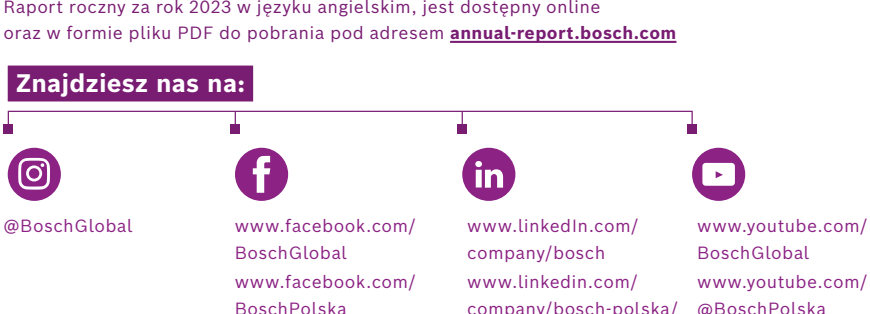 Raport roczny za rok 2023 w języku angielskim, jest dostępny online
oraz w formie pliku PDF do pobrania pod adresem annual-report.bosch.com
Znajdziesz nas na:
@BoschGlobal
www.facebook.com/
BoschGlobal
www.facebook.com/
BoschPolska
www.linkedIn.com/
company/bosch
www.linkedin.com/
company/bosch-polska/
www.youtube.com/
BoschGlobal
www.youtube.com/
@BoschPolska